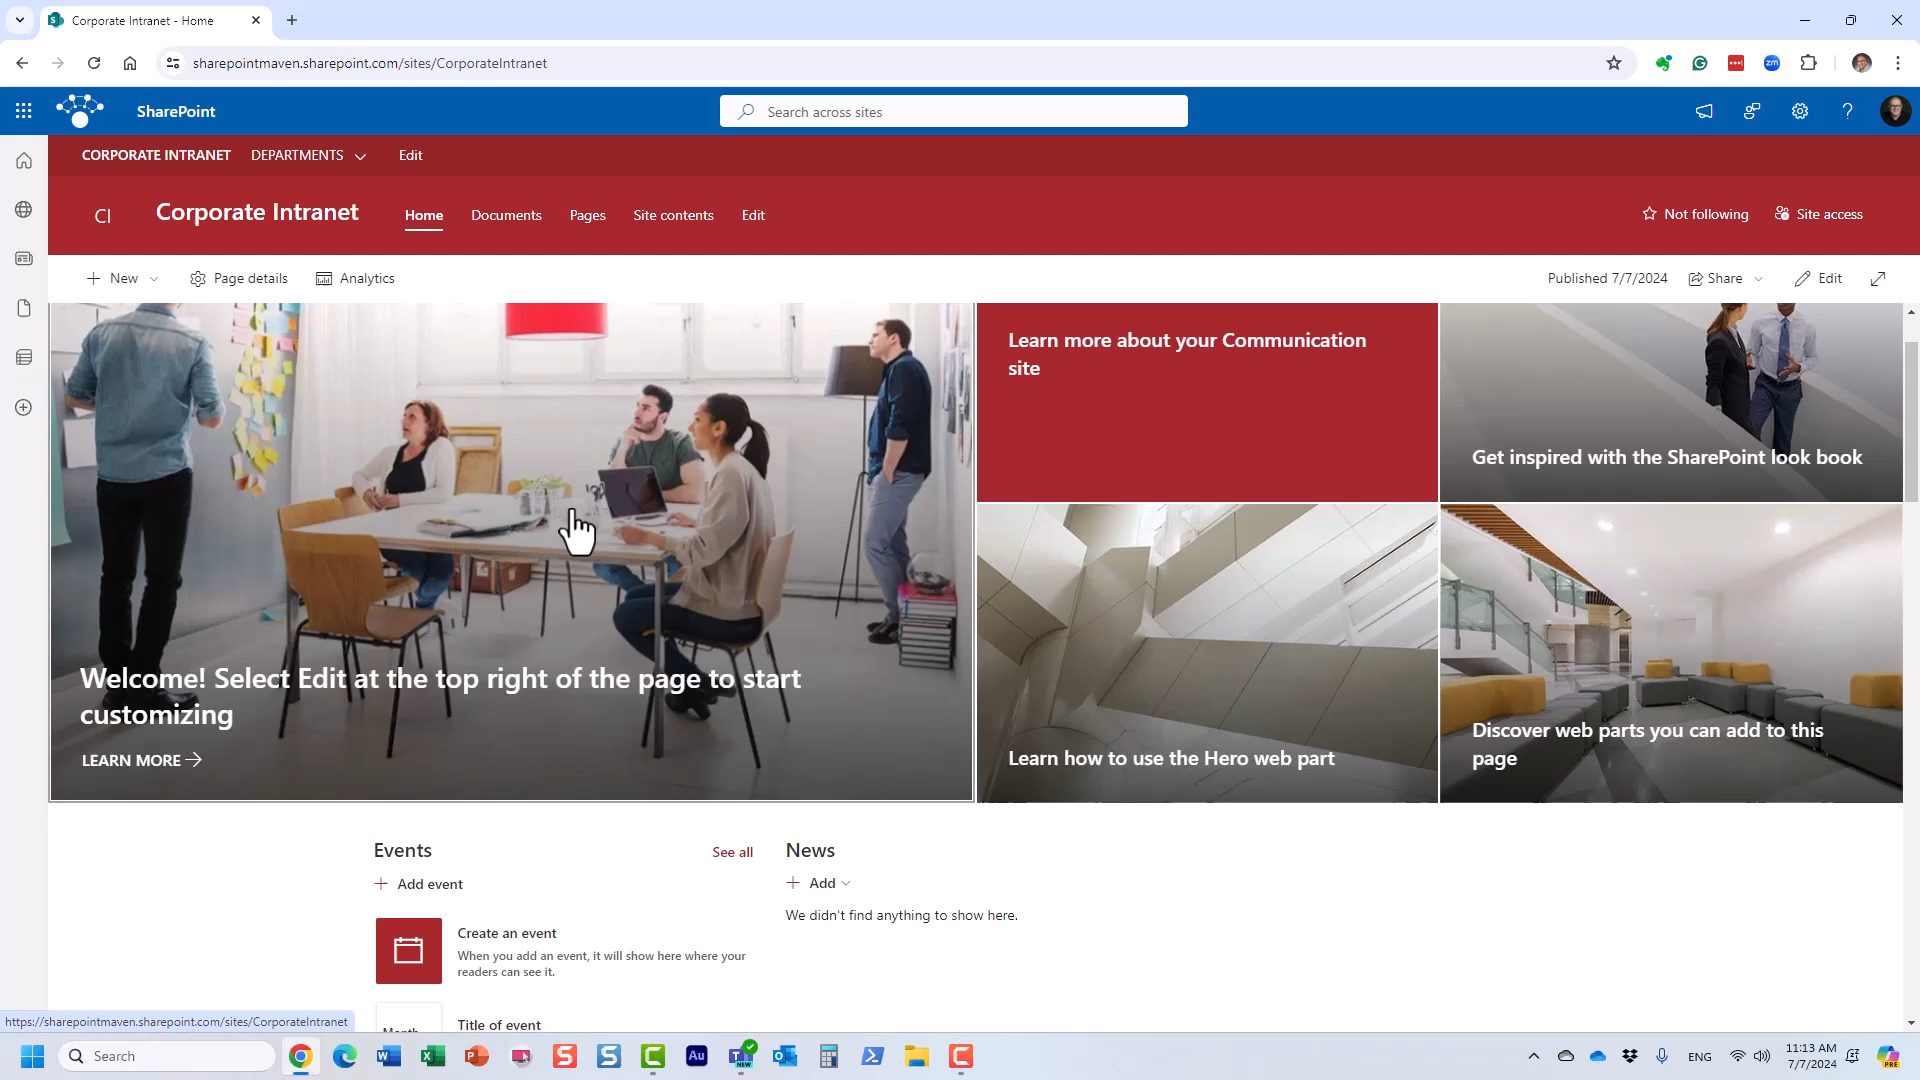 Corporate Intranet - Home
sharepointmaven.sharepoint.com/sites/CorporateIntranet
zm
SharePoint
Search across sites
CORPORATE INTRANET DEPARTMENTS Edit
CI Corporate Intranet Home Documents Pages Site contents Edit
Not following Site access
New Page details Analytics
Published 7/7/2024 Share Edit
Learn more about your Communication
site
Get inspired with the SharePoint look book
Welcome! Select Edit at the top right of the page to start
customizing
LEARN MORE
Learn how to use the Hero web part
Discover web parts you can add to this
page
Events See all
Add event
Create an event
When you add an event, it will show here where your
readers can see it.
Title of event
News
Add
We didn't find anything to show here.
https://sharepointmaven.sharepoint.com/sites/CorporateIntranet
Search
Au
NEW
ENG
11:13 AM
7/7/2024
PRE